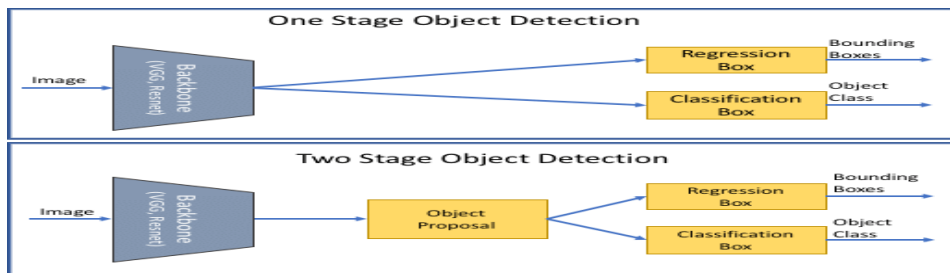 One Stage Object Detection
Image
Backbone
(VGG, Resnet)
Regression
Box
Bounding
Boxes
Classification
Box
Object
Class
Two Stage Object Detection
Image
Backbone
(VGG, Resnet)
Object
Proposal
Regression
Box
Bounding
Boxes
Classification
Box
Object
Class